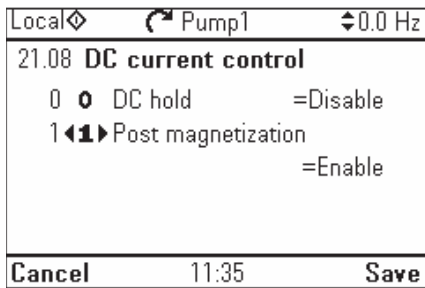 Local Pump1 0.0 Hz
21.08 DC current control
0 0 DC hold =Disable
1 1 Post magnetization
=Enable
Cancel 11:35 Save